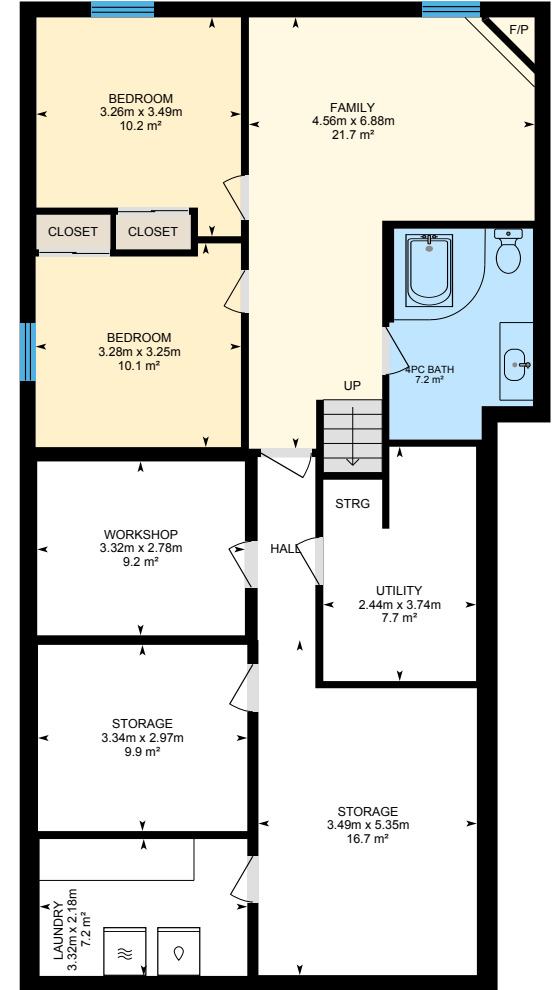 F/P
BEDROOM
3.26m x 3.49m
10.2 m²
FAMILY
4.56m x 6.88m
21.7 m²
CLOSET
CLOSET
BEDROOM
3.28m x 3.25m
10.1 m²
4PC BATH
7.2 m²
UP
STRG
WORKSHOP
3.32m x 2.78m
9.2 m²
HALL
UTILITY
2.44m x 3.74m
7.7 m²
STORAGE
3.34m x 2.97m
9.9 m²
STORAGE
3.49m x 5.35m
16.7 m²
LAUNDRY
3.32m x 2.18m
7.2 m²